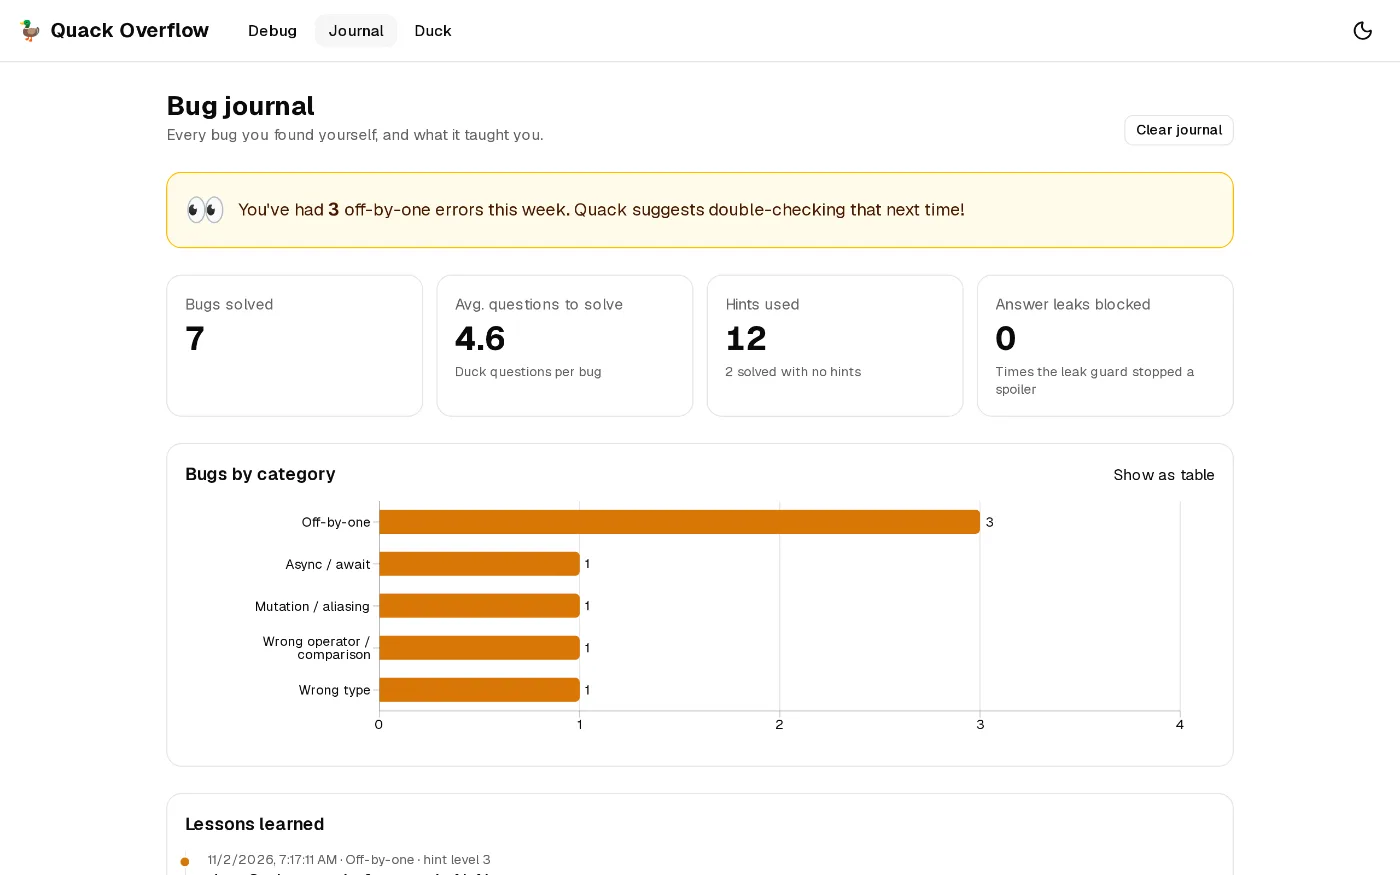 Quack Overflow
Debug
Journal
Duck
Bug journal
Every bug you found yourself, and what it taught you.
Clear journal
You've had 3 off-by-one errors this week. Quack suggests double-checking that next time!
Bugs solved
7
Avg. questions to solve
4.6
Duck questions per bug
Hints used
12
2 solved with no hints
Answer leaks blocked
0
Times the leak guard stopped a
spoiler
Bugs by category
Show as table
Off-by-one
3
Async / await
1
Mutation / aliasing
1
Wrong operator /
comparison
1
Wrong type
1
0
1
2
3
4
Lessons learned
11/2/2026, 7:17:11 AM · Off-by-one · hint level 3